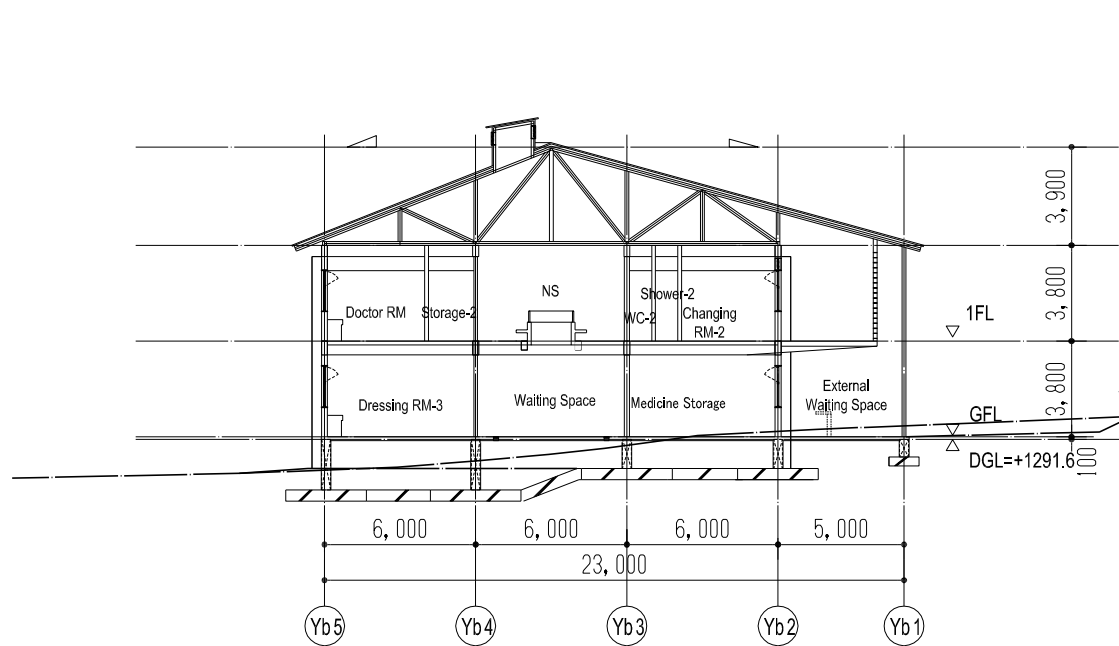 3,900
NS
Shower-2
Doctor RM
Storage-2
WC-2
Changing
RM-2
1FL
3,800
External
Waiting Space
Dressing RM-3
Waiting Space
Medicine Storage
3,800
GFL
DGL=+1291.6
100
6,000
6,000
6,000
5,000
23,000
Yb5
Yb4
Yb3
Yb2
Yb1